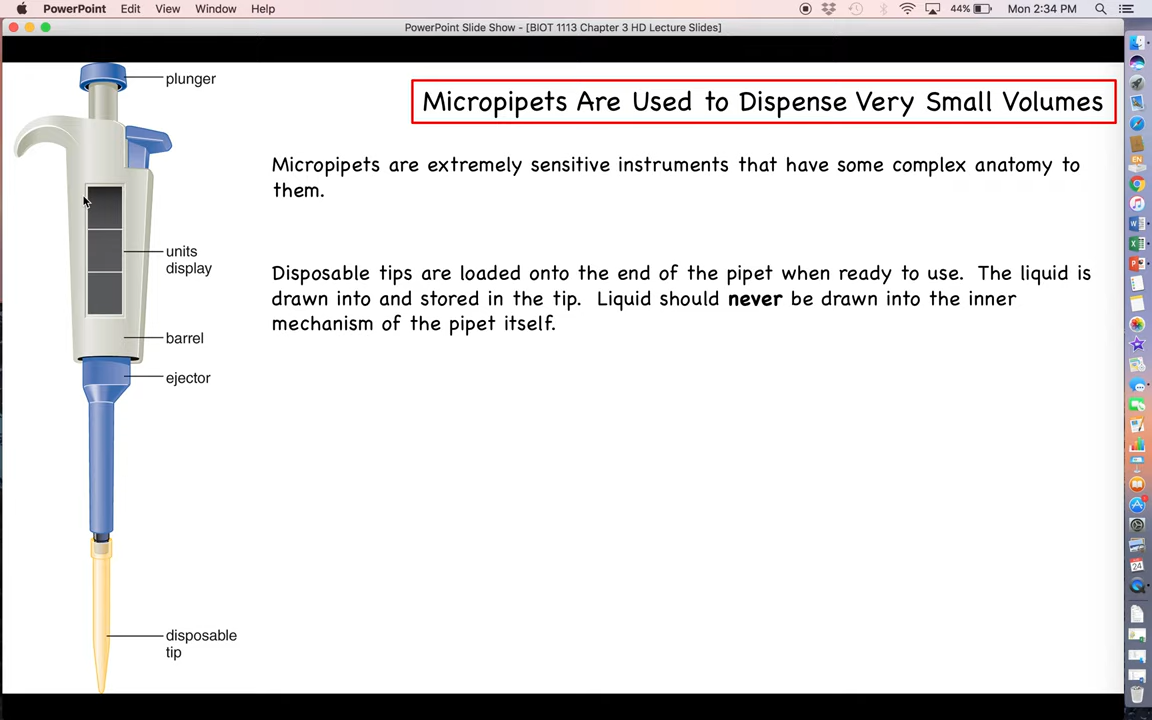 PowerPoint Edit View Window Help 44% Mon 2:34 PM
PowerPoint Slide Show - [BIOT 1113 Chapter 3 HD Lecture Slides]
plunger
Micropipets Are Used to Dispense Very Small Volumes
Micropipets are extremely sensitive instruments that have some complex anatomy to
them.
units
display
Disposable tips are loaded onto the end of the pipet when ready to use. The liquid is
drawn into and stored in the tip. Liquid should never be drawn into the inner
mechanism of the pipet itself.
barrel
ejector
disposable
tip